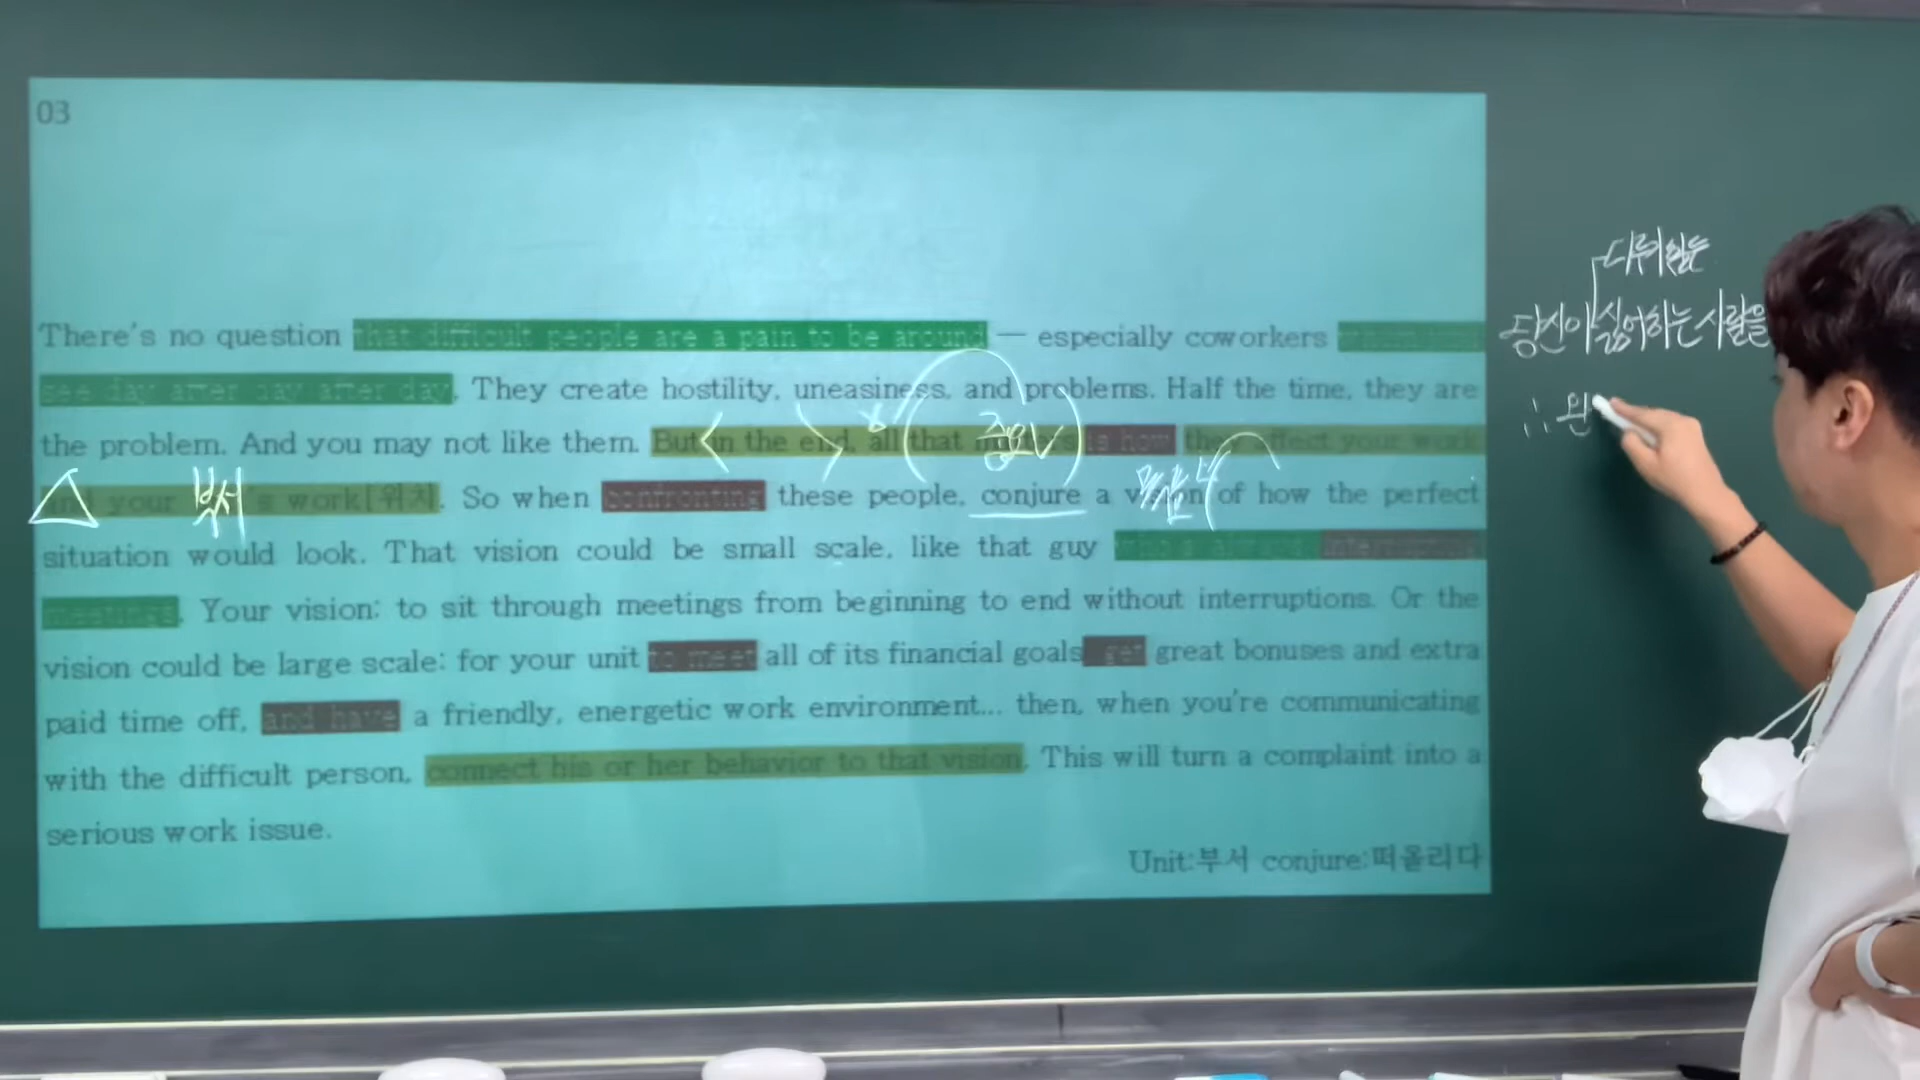 03
There's no question that difficult people are a pain to be around — especially coworkers
see day after day after day. They create hostility, uneasiness, and problems. Half the time, they are
the problem. And you may not like them. But in the end, all that matters is how they affect your work
and your 부서's work[위치]. So when confronting these people, conjure a vision of how the perfect
situation would look. That vision could be small scale, like that guy who's always interrupting
meetings. Your vision: to sit through meetings from beginning to end without interruptions. Or the
vision could be large scale: for your unit to meet all of its financial goals, get great bonuses and extra
paid time off, and have a friendly, energetic work environment... then, when you're communicating
with the difficult person, connect his or her behavior to that vision. This will turn a complaint into a
serious work issue.
Unit:부서 conjure:떠올리다
중요V
당신이 싫어하는 사람을
∴ 원